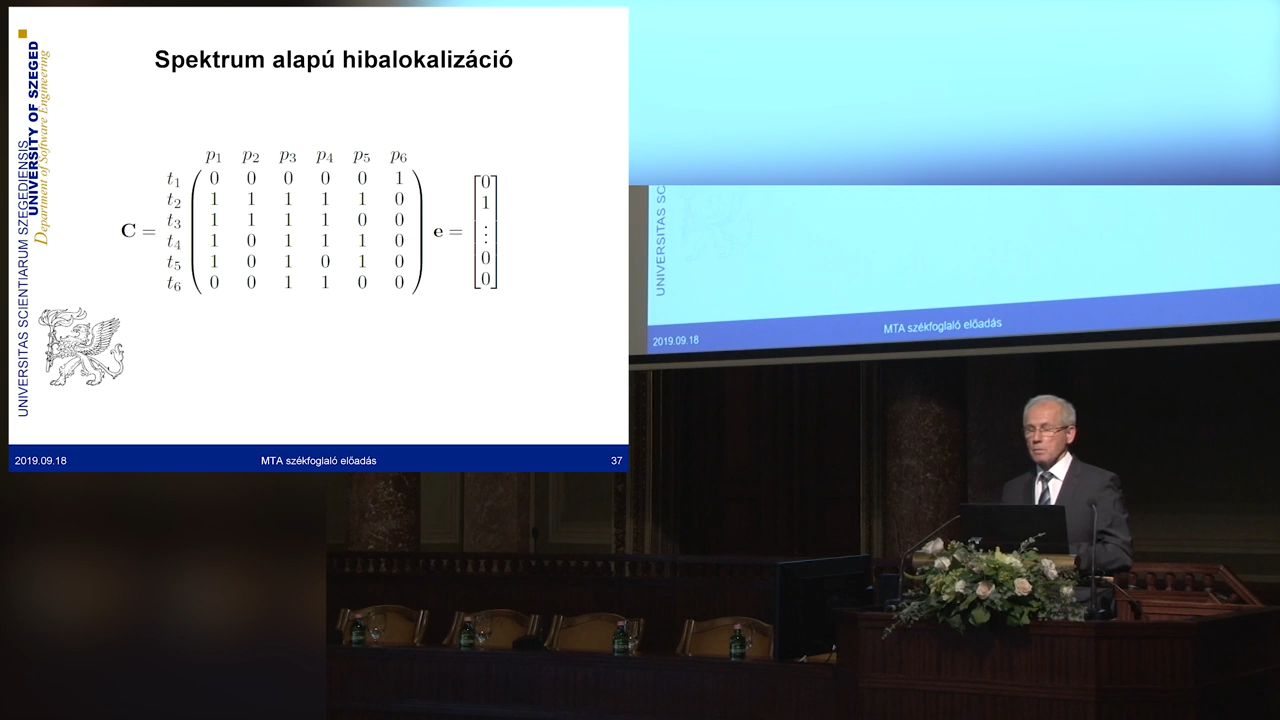 Spektrum alapú hibalokalizáció
UNIVERSITAS SCIENTIARUM SZEGEDIENSIS
UNIVERSITY OF SZEGED
Department of Software Engineering
p1 p2 p3 p4 p5 p6
t1 0 0 0 0 0 1
t2 1 1 1 1 1 0
t3 1 1 1 1 0 0
t4 1 0 1 1 1 0
t5 1 0 1 0 1 0
t6 0 0 1 1 0 0
C =
e =
0
1
⋮
0
0
2019.09.18 MTA székfoglaló előadás 37
UNIVERSITAS SC
2019.09.18 MTA székfoglaló előadás